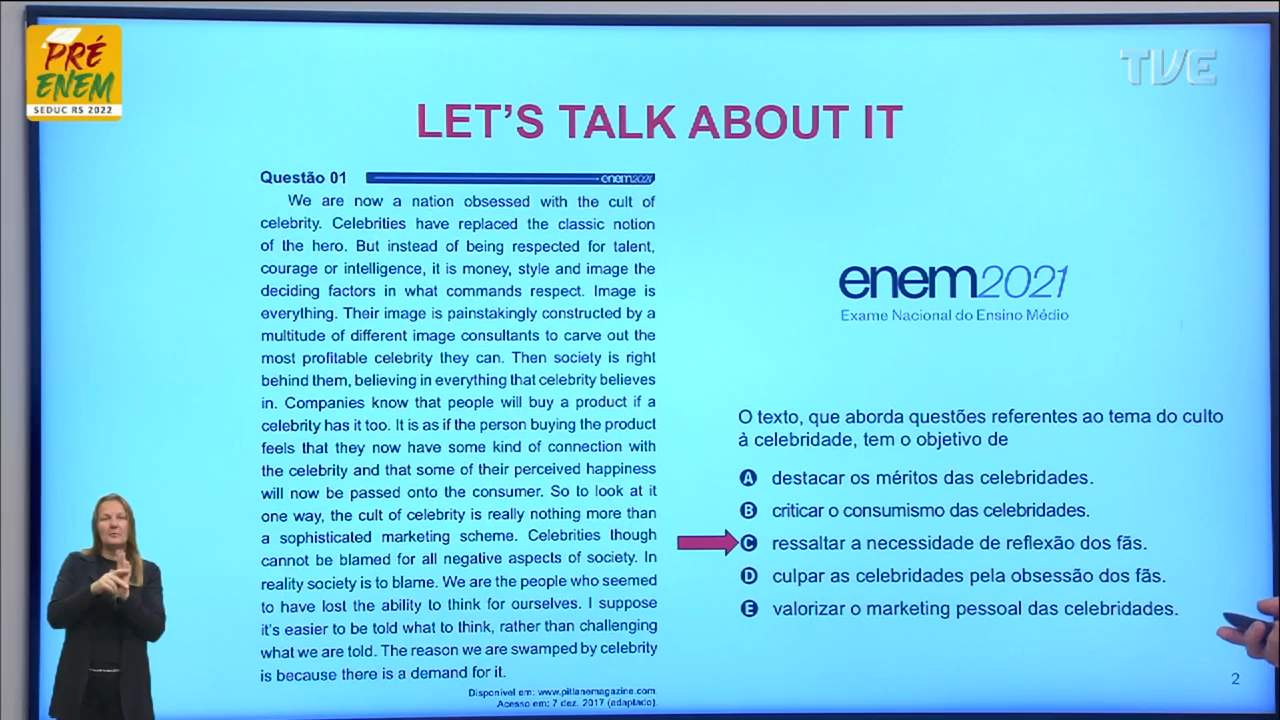 PRÉ
ENEM
SEDUC RS 2022
TVE
LET'S TALK ABOUT IT
Questão 01
enem2021
We are now a nation obsessed with the cult of
celebrity. Celebrities have replaced the classic notion
of the hero. But instead of being respected for talent,
courage or intelligence, it is money, style and image the
deciding factors in what commands respect. Image is
everything. Their image is painstakingly constructed by a
multitude of different image consultants to carve out the
most profitable celebrity they can. Then society is right
behind them, believing in everything that celebrity believes
in. Companies know that people will buy a product if a
celebrity has it too. It is as if the person buying the product
feels that they now have some kind of connection with
the celebrity and that some of their perceived happiness
will now be passed onto the consumer. So to look at it
one way, the cult of celebrity is really nothing more than
a sophisticated marketing scheme. Celebrities though
cannot be blamed for all negative aspects of society. In
reality society is to blame. We are the people who seemed
to have lost the ability to think for ourselves. I suppose
it's easier to be told what to think, rather than challenging
what we are told. The reason we are swamped by celebrity
is because there is a demand for it.
Disponível em: www.pitlanemagazine.com.
Acesso em: 7 dez. 2017 (adaptado).
enem2021
Exame Nacional do Ensino Médio
O texto, que aborda questões referentes ao tema do culto
à celebridade, tem o objetivo de
A destacar os méritos das celebridades.
B criticar o consumismo das celebridades.
C ressaltar a necessidade de reflexão dos fãs.
D culpar as celebridades pela obsessão dos fãs.
E valorizar o marketing pessoal das celebridades.
2